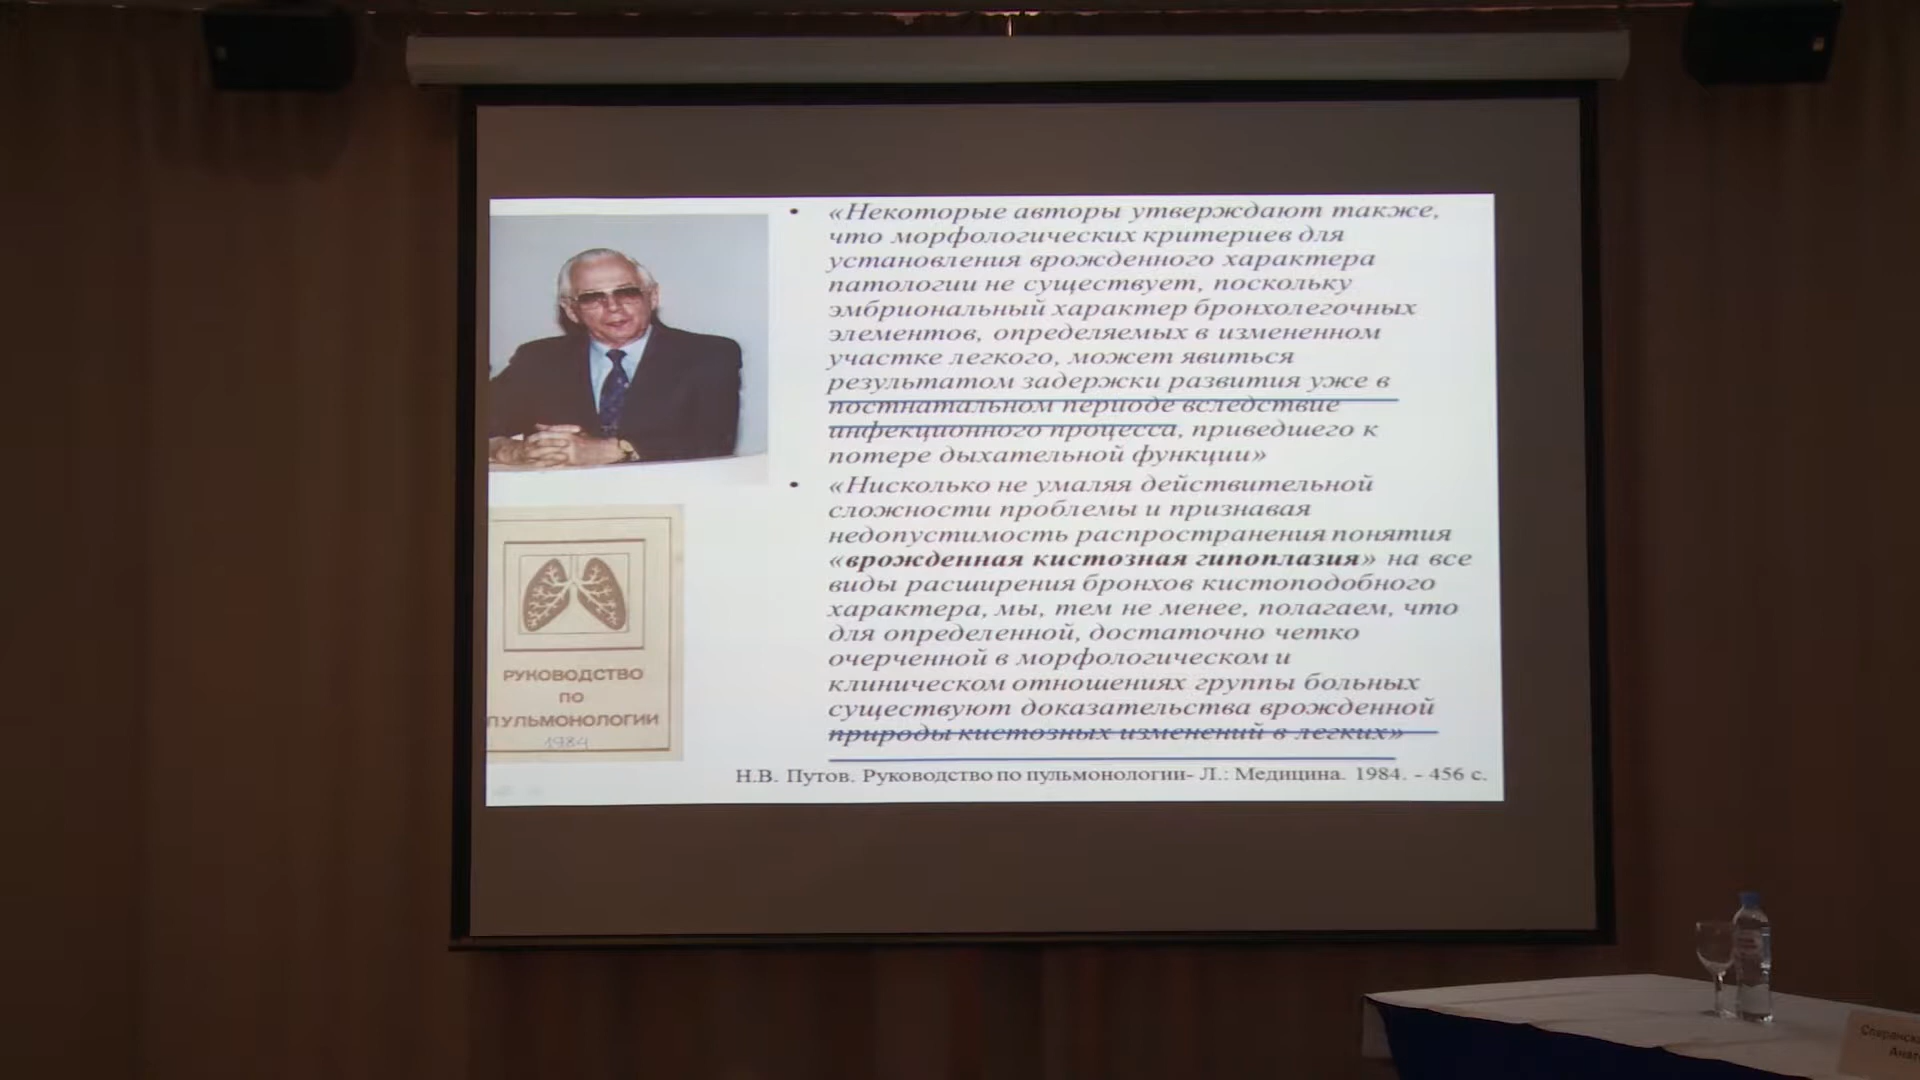 • «Некоторые авторы утверждают также,
что морфологических критериев для
установления врожденного характера
патологии не существует, поскольку
эмбриональный характер бронхолегочных
элементов, определяемых в измененном
участке легкого, может явиться
результатом задержки развития уже в
постнатальном периоде вследствие
инфекционного процесса, приведшего к
потере дыхательной функции»
• «Нисколько не умаляя действительной
сложности проблемы и признавая
недопустимость распространения понятия
«врожденная кистозная гипоплазия» на все
виды расширения бронхов кистоподобного
характера, мы, тем не менее, полагаем, что
для определенной, достаточно четко
очерченной в морфологическом и
клиническом отношениях группы больных
существуют доказательства врожденной
природы кистозных изменений в легких»
РУКОВОДСТВО
ПО
ПУЛЬМОНОЛОГИИ
1984
Н.В. Путов. Руководство по пульмонологии- Л.: Медицина. 1984. - 456 с.